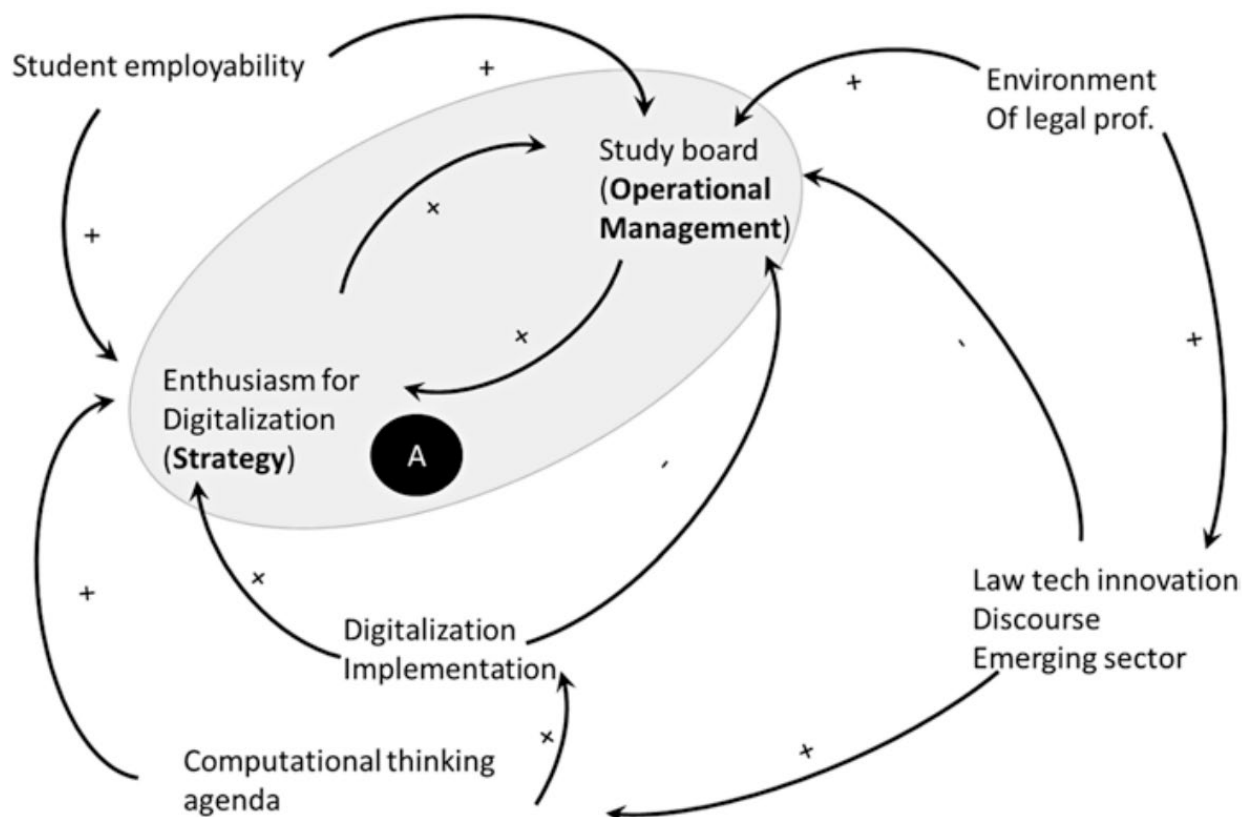 Student employability
+
+
Environment
Of legal prof.
+
Study board
(Operational
Management)
+
+
+
+
-
Enthusiasm for
Digitalization
(Strategy)
A
-
+
+
Law tech innovation
Discourse
Emerging sector
Digitalization
Implementation
+
+
Computational thinking
agenda